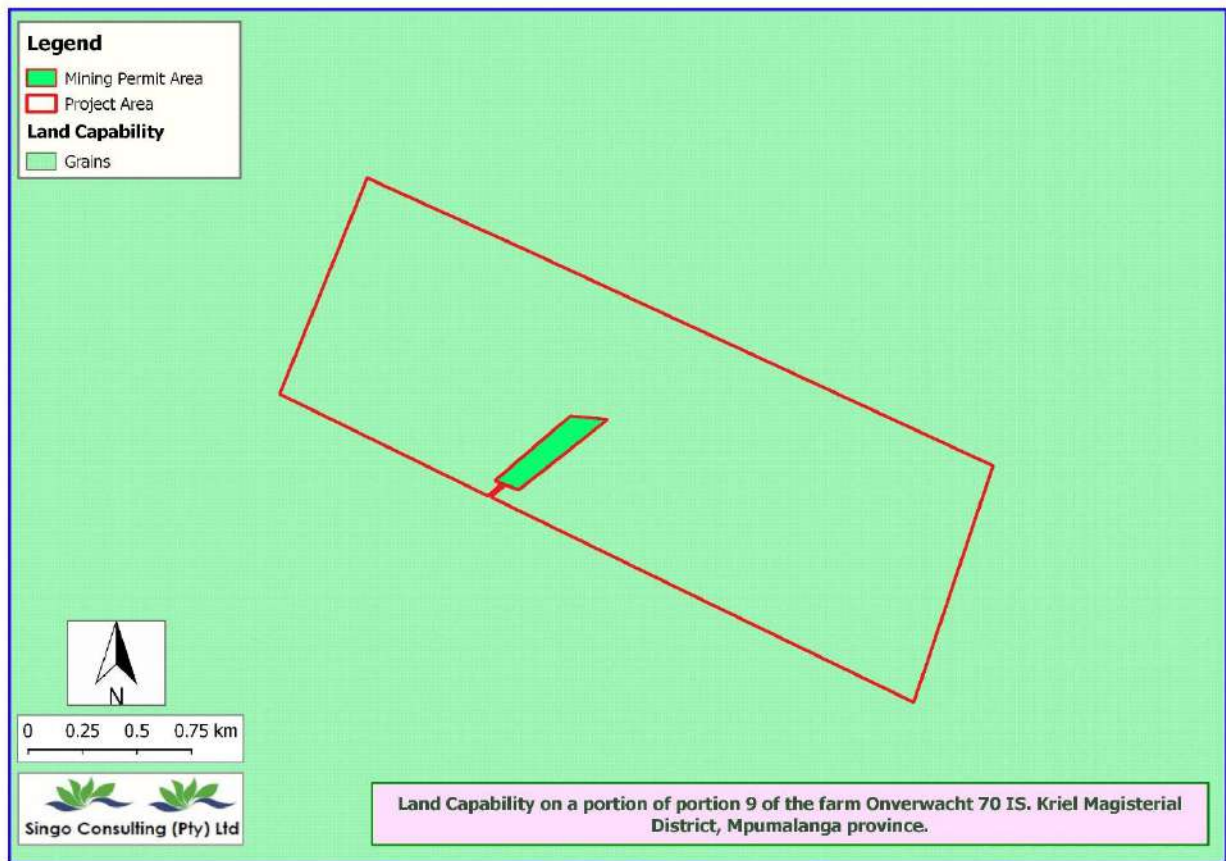 Legend
Mining Permit Area
Project Area
Land Capability
Grains
N
0 0.25 0.5 0.75 km
Singo Consulting (Pty) Ltd
Land Capability on a portion of portion 9 of the farm Onverwacht 70 IS. Kriel Magisterial
District, Mpumalanga province.